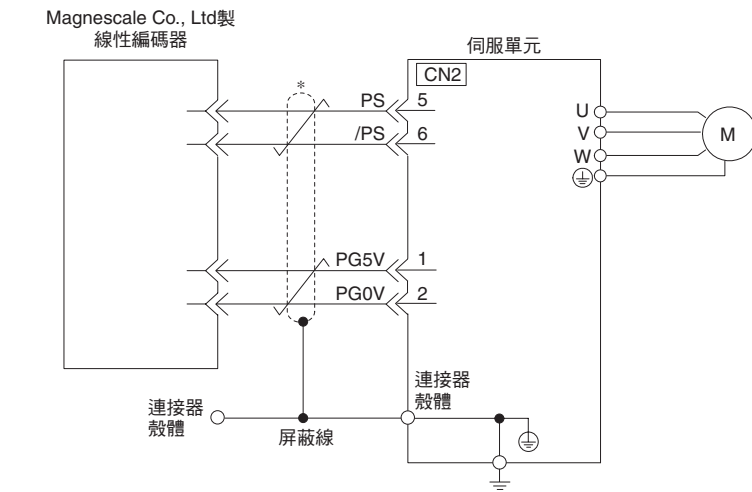 Magnescale Co., Ltd製
線性編碼器
伺服單元
CN2
*
PS 5
/PS 6
U
V
W
M
PG5V 1
PG0V 2
連接器
殼體
連接器
殼體
屏蔽線